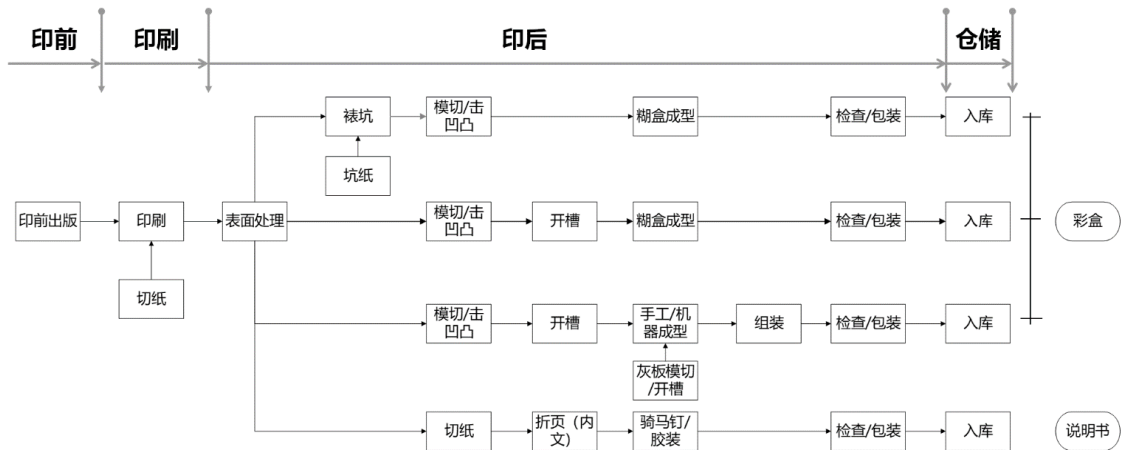 印前
印刷
印后
仓储
裱坑
模切/击
凹凸
糊盒成型
检查/包装
入库
坑纸
印前出版
印刷
表面处理
模切/击
凹凸
开槽
糊盒成型
检查/包装
入库
彩盒
切纸
模切/击
凹凸
开槽
手工/机
器成型
组装
检查/包装
入库
灰板模切
/开槽
切纸
折页（内
文）
骑马钉/
胶装
检查/包装
入库
说明书